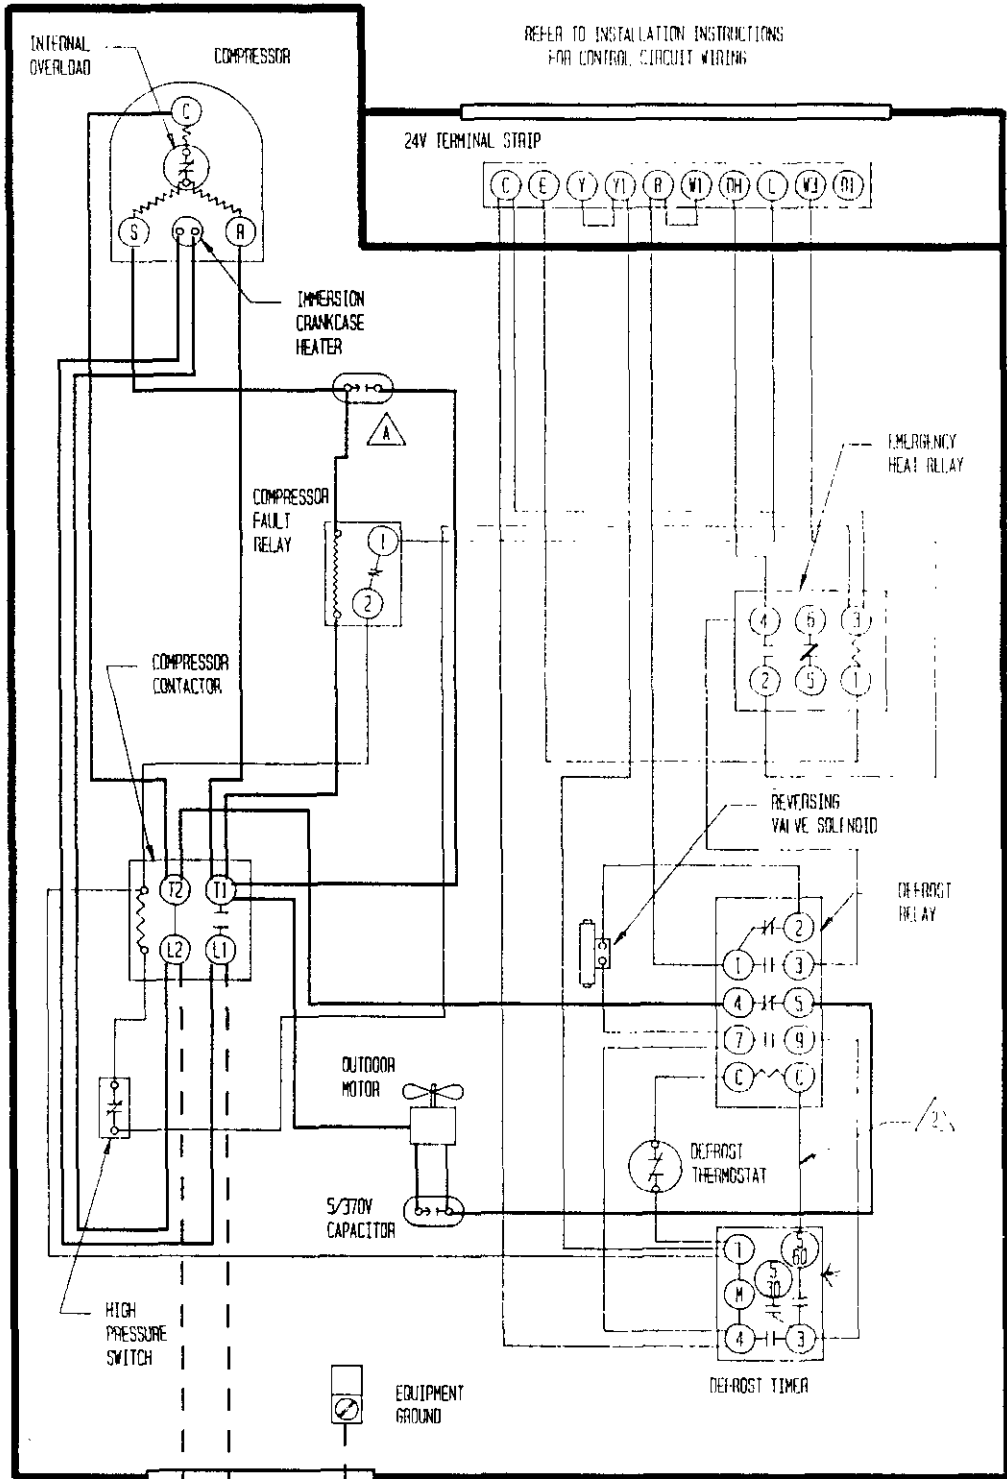 REFER TO INSTALLATION INSTRUCTIONS
FOR CONTROL CIRCUIT WIRING
INTERNAL
OVERLOAD
COMPRESSOR
C
S
R
24V TERMINAL STRIP
C E Y Y1 R W1 DH L W3 B1
IMMERSION
CRANKCASE
HEATER
A
EMERGENCY
HEAT RELAY
COMPRESSOR
FAULT
RELAY
1
2
4 6 3
2 5 1
COMPRESSOR
CONTACTOR
REVERSING
VALVE SOLENOID
T2 T1
L2 L1
DEFROST
RELAY
2
1 3
4 5
7 9
C C
OUTDOOR
MOTOR
2
DEFROST
THERMOSTAT
5/370V
CAPACITOR
1
5
60
5
30
M
4 3
HIGH
PRESSURE
SWITCH
DEFROST TIMER
EQUIPMENT
GROUND